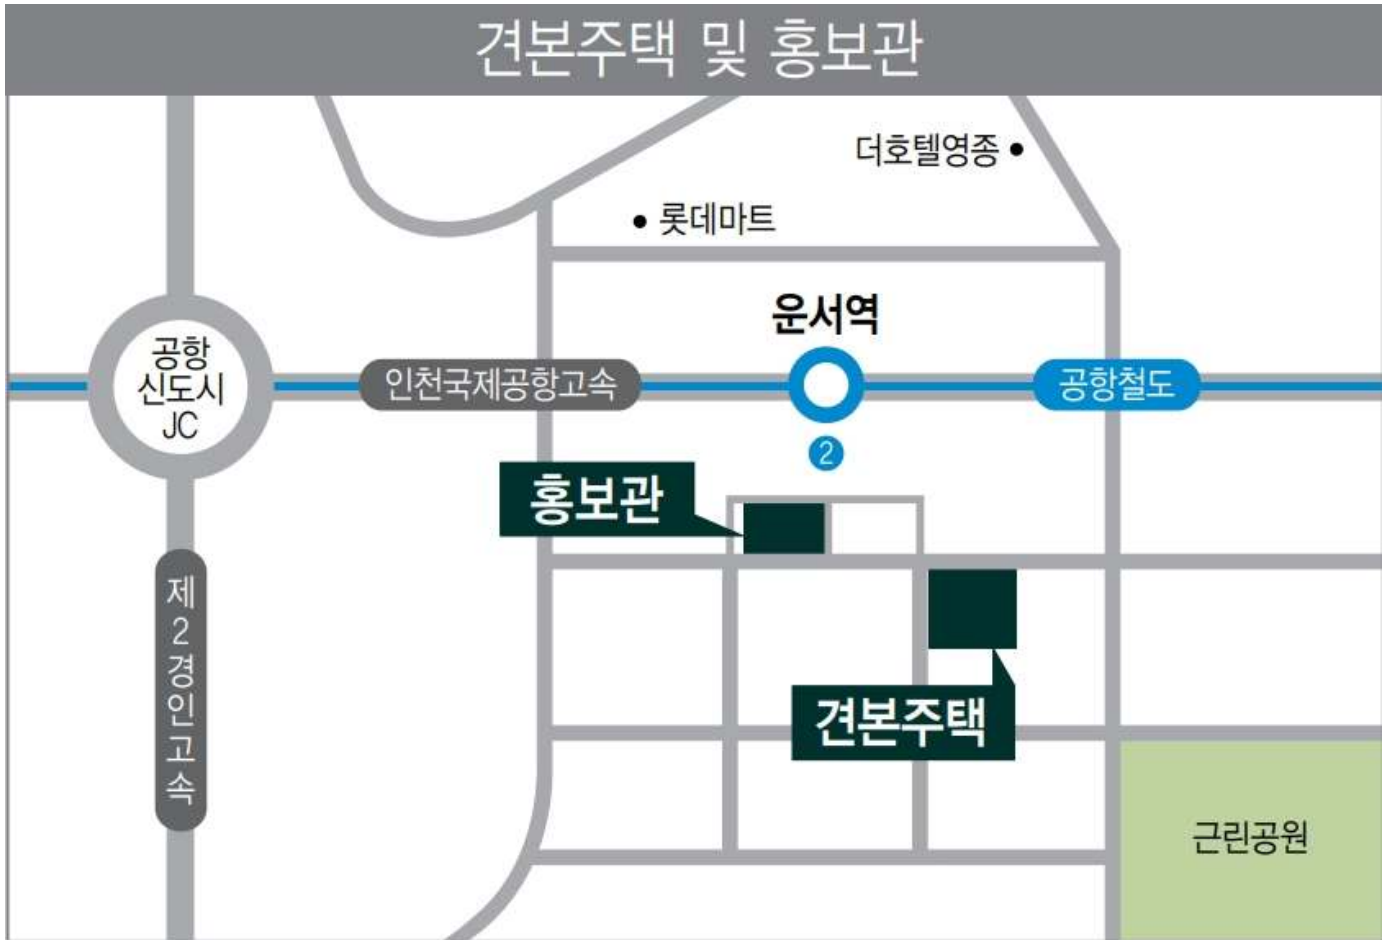 견본주택 및 홍보관
더호텔영종
롯데마트
운서역
공항
신도시
JC
인천국제공항고속
공항철도
2
홍보관
제2경인고속
견본주택
근린공원